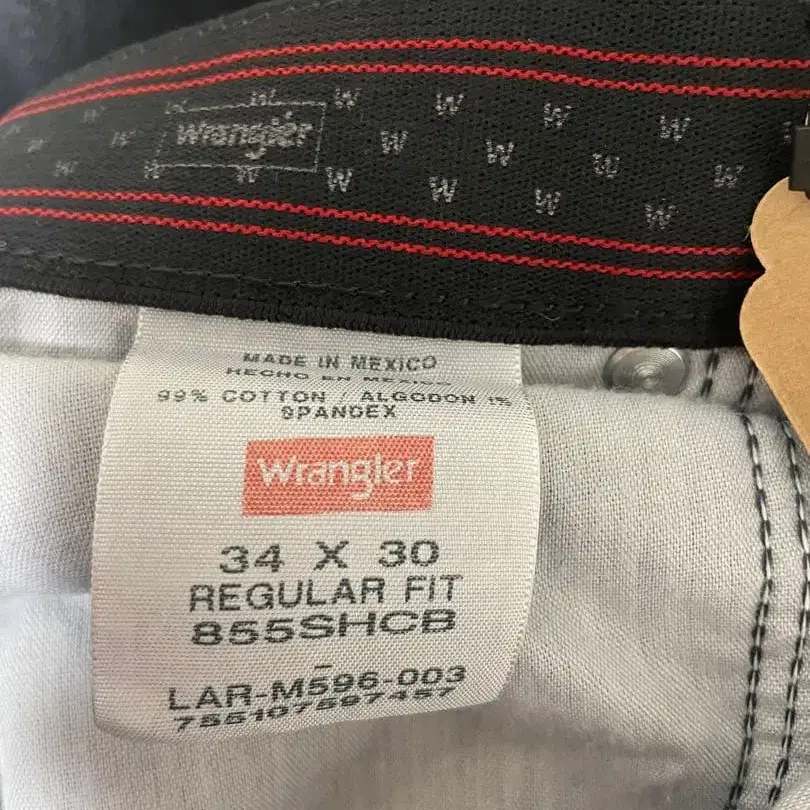 W W W W W
Wrangler
W W W W W
W W W W W
MADE IN MEXICO
HECHO EN MEXICO
99% COTTON / ALGODON 1%
SPANDEX
Wrangler
34 X 30
REGULAR FIT
855SHCB
LAR-M596-003